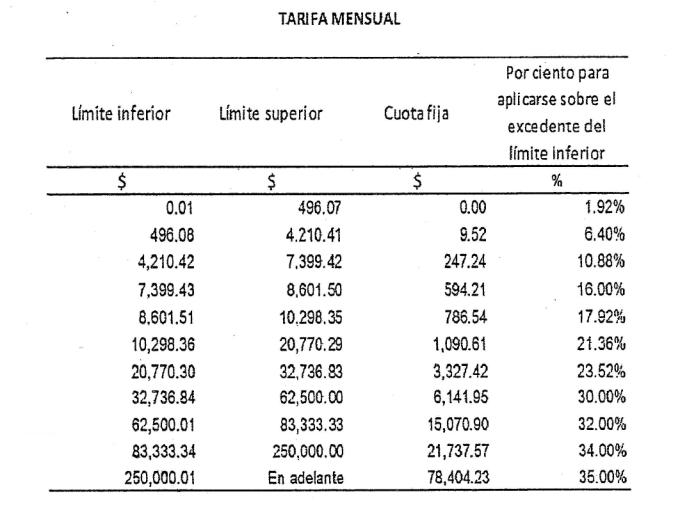 TARIFA MENSUAL
Límite inferior Límite superior Cuota fija Por ciento para
aplicarse sobre el
excedente del
límite inferior
$ $ $ %
0.01 496.07 0.00 1.92%
496.08 4.210.41 9.52 6.40%
4,210.42 7,399.42 247.24 10.88%
7,399.43 8,601.50 594.21 16.00%
8,601.51 10,298.35 786.54 17.92%
10,298.36 20,770.29 1,090.61 21.36%
20,770.30 32,736.83 3,327.42 23.52%
32,736.84 62,500.00 6,141.95 30.00%
62,500.01 83,333.33 15,070.90 32.00%
83,333.34 250,000.00 21,737.57 34.00%
250,000.01 En adelante 78,404.23 35.00%